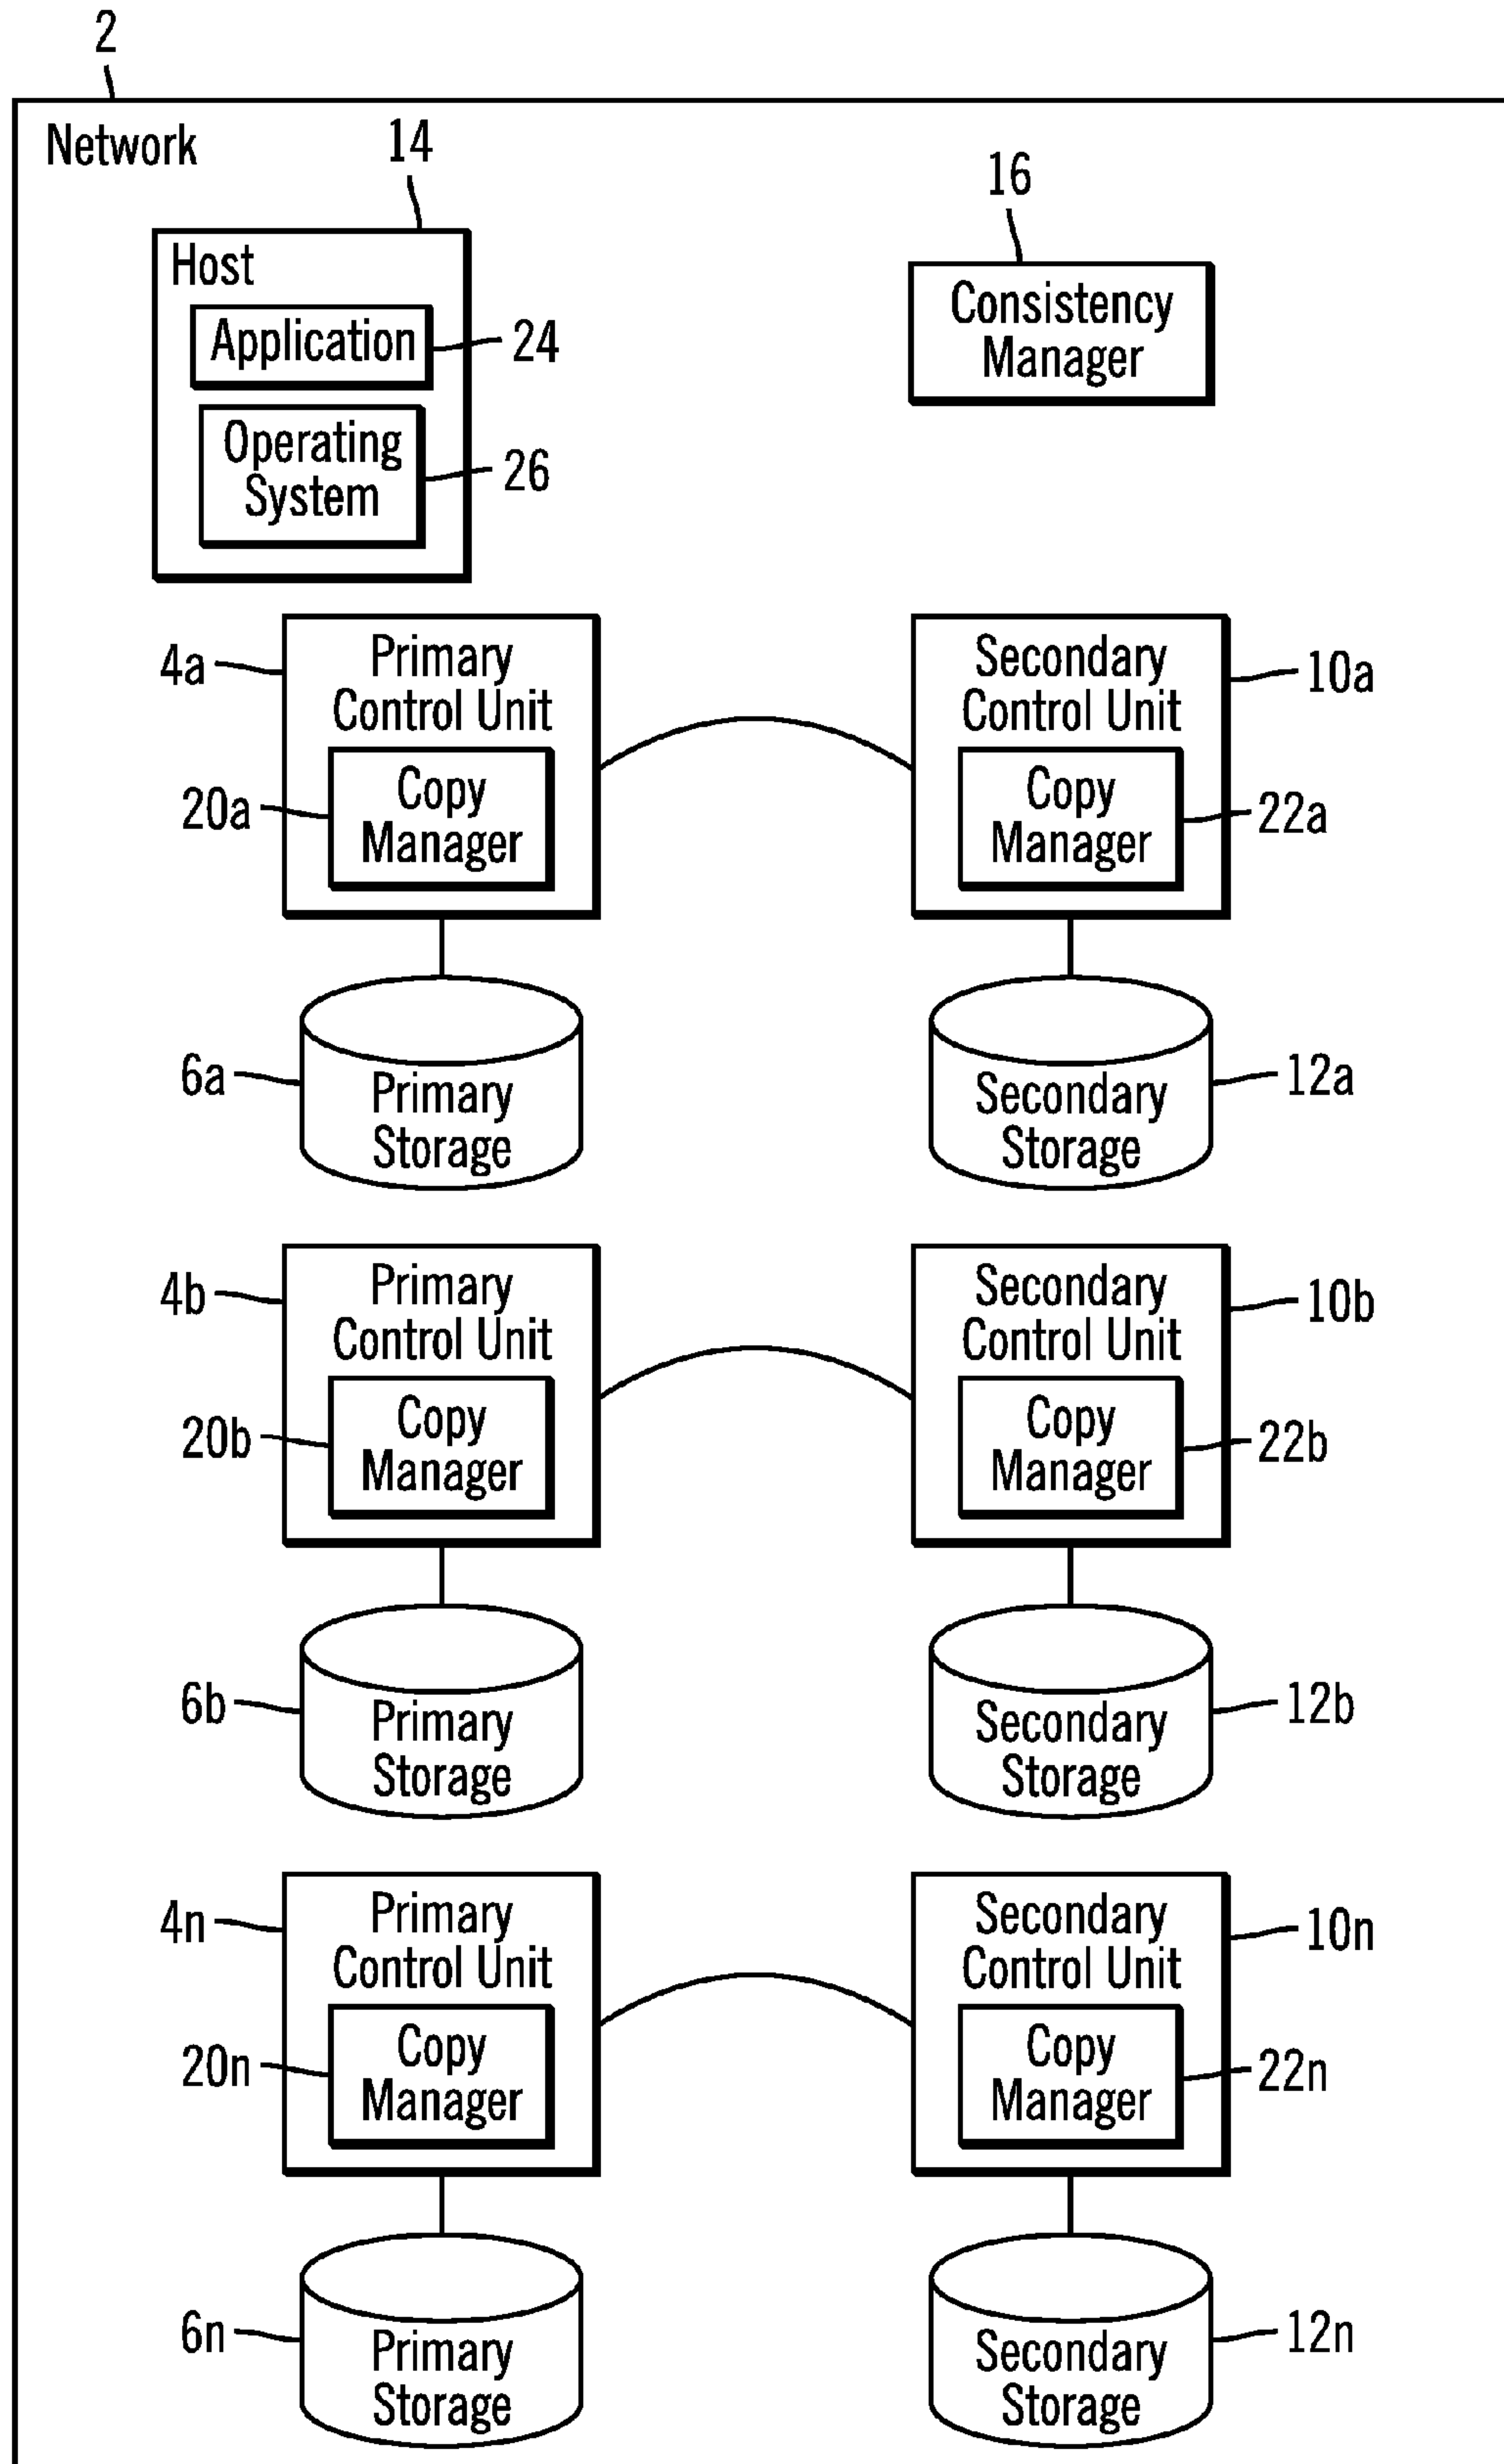 2
Network
14
16
Host
Application
24
Operating
System
26
Consistency
Manager
4a
Primary
Control Unit
20a
Copy
Manager
Secondary
Control Unit
10a
Copy
Manager
22a
6a
Primary
Storage
Secondary
Storage
12a
4b
Primary
Control Unit
20b
Copy
Manager
Secondary
Control Unit
10b
Copy
Manager
22b
6b
Primary
Storage
Secondary
Storage
12b
4n
Primary
Control Unit
20n
Copy
Manager
Secondary
Control Unit
10n
Copy
Manager
22n
6n
Primary
Storage
Secondary
Storage
12n